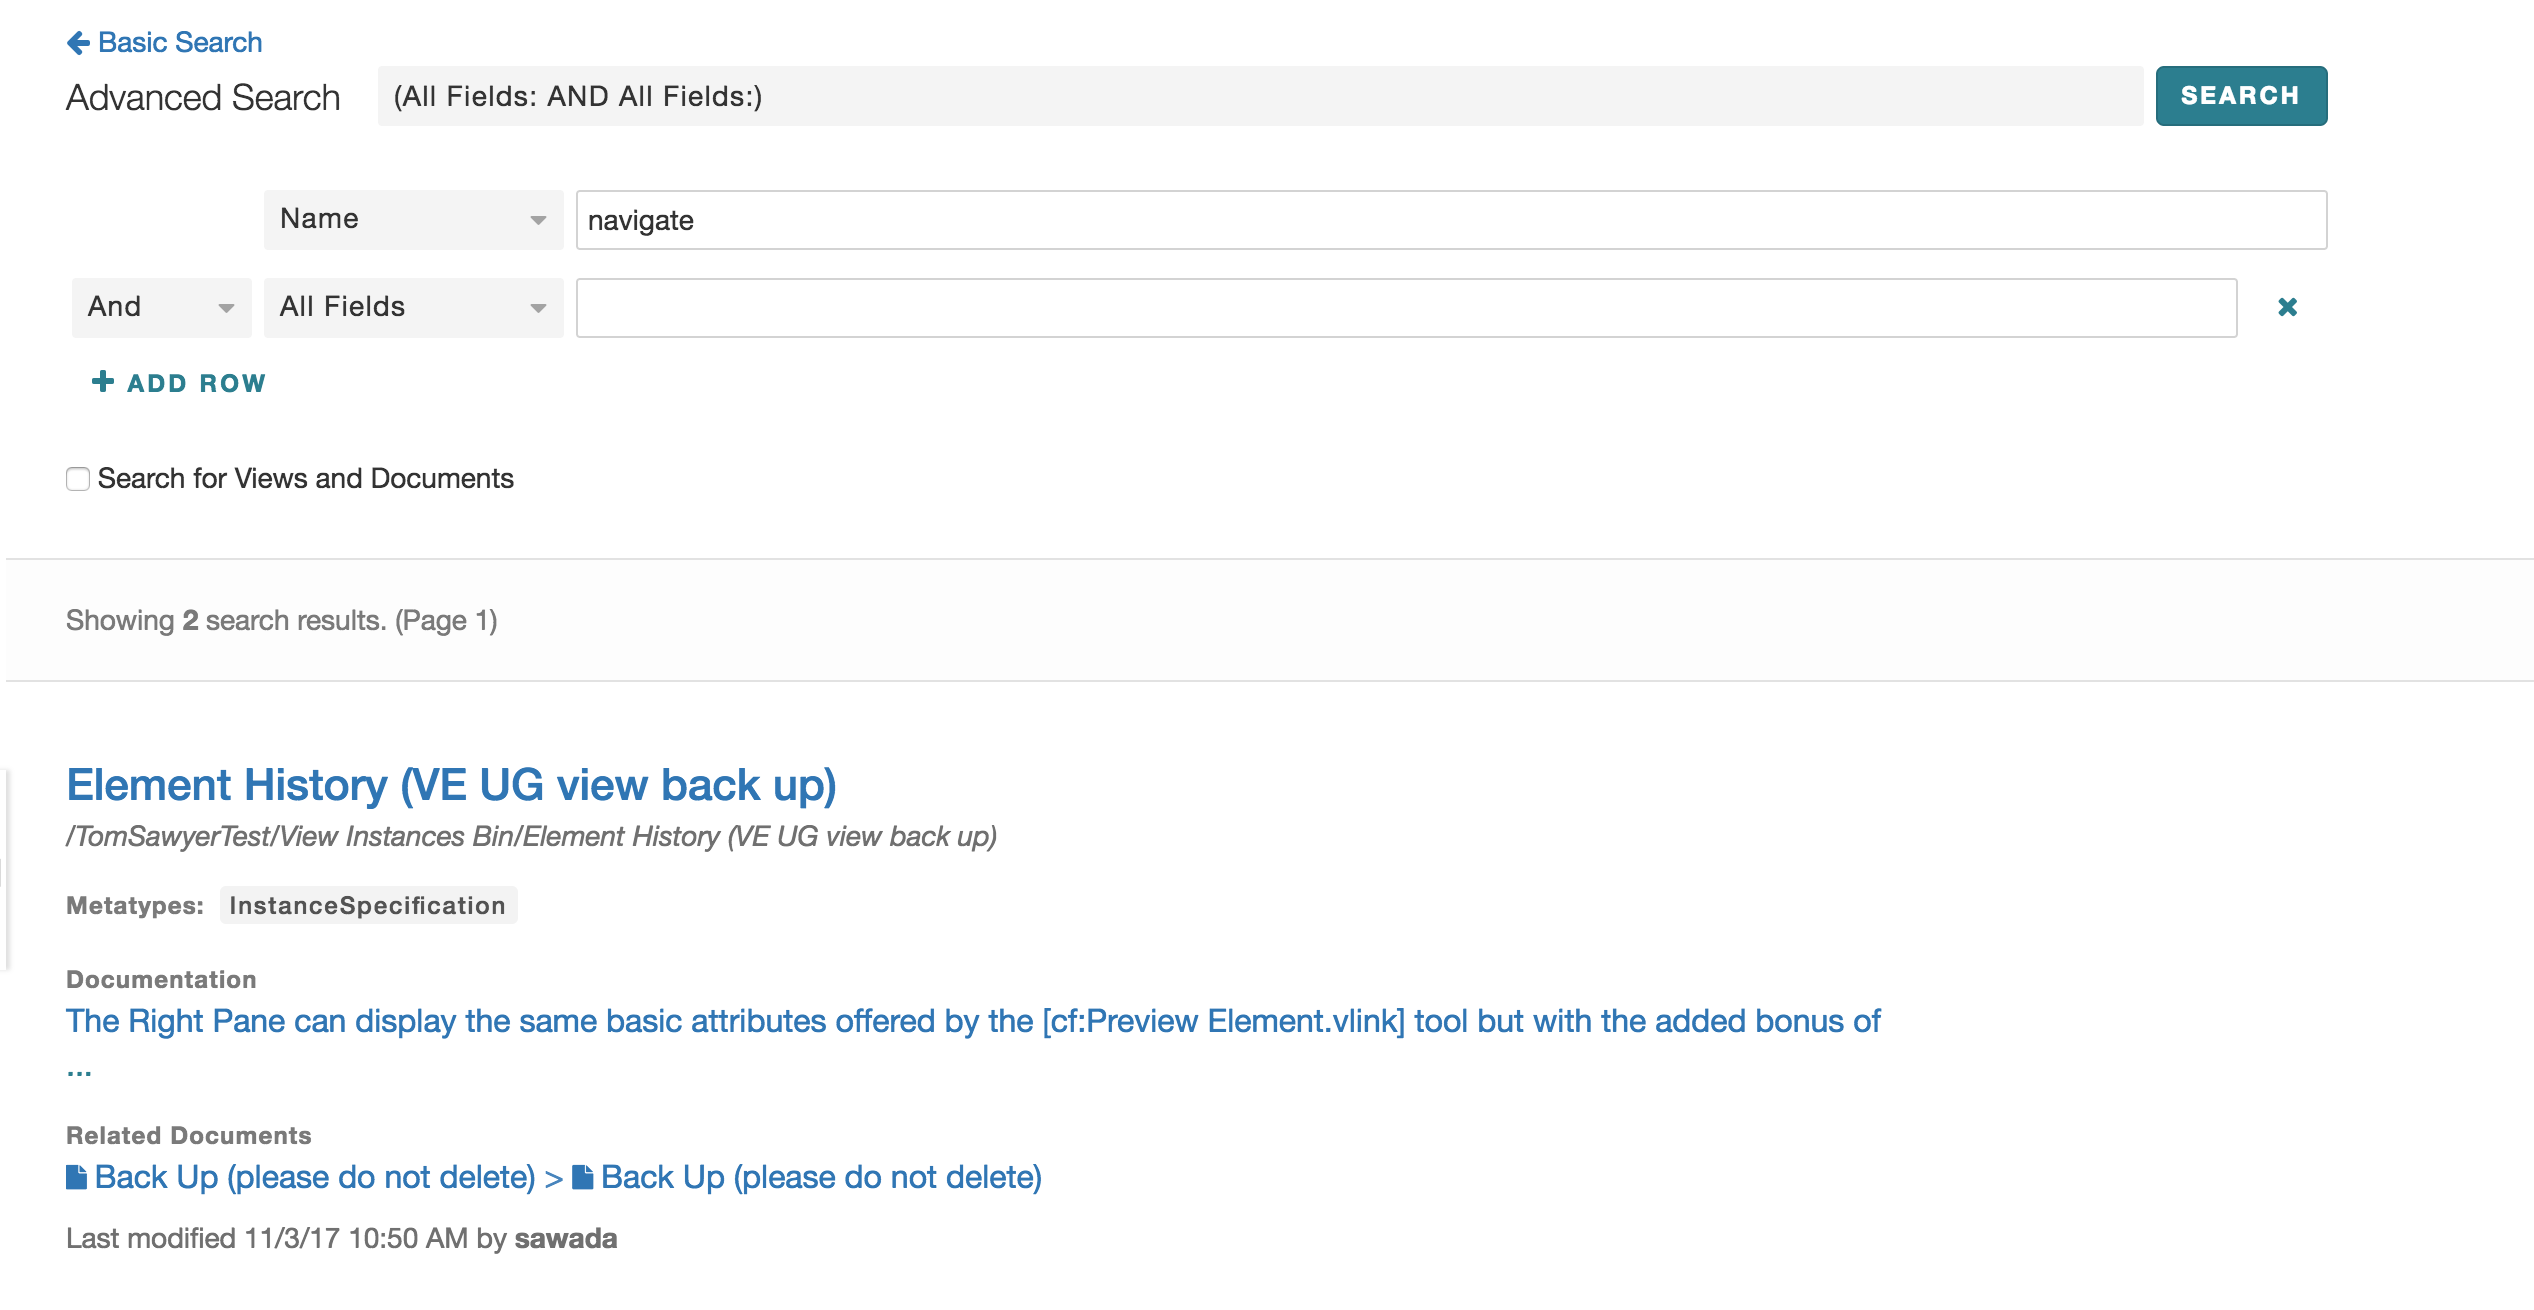 Basic Search
Advanced Search (All Fields: AND All Fields:) SEARCH
Name navigate
And All Fields
ADD ROW
Search for Views and Documents
Showing 2 search results. (Page 1)
Element History (VE UG view back up)
/TomSawyerTest/View Instances Bin/Element History (VE UG view back up)
Metatypes: InstanceSpecification
Documentation
The Right Pane can display the same basic attributes offered by the [cf:Preview Element.vlink] tool but with the added bonus of
...
Related Documents
Back Up (please do not delete) > Back Up (please do not delete)
Last modified 11/3/17 10:50 AM by sawada